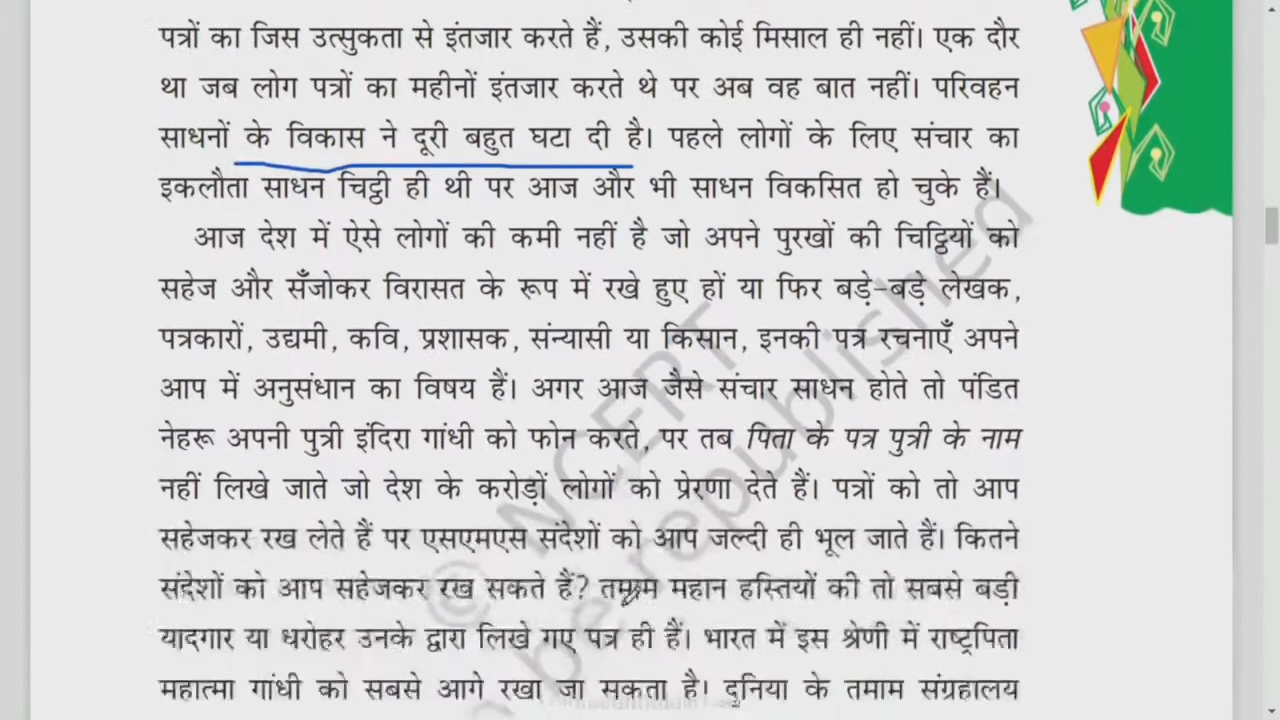 पत्रों का जिस उत्सुकता से इंतजार करते हैं, उसकी कोई मिसाल ही नहीं। एक दौर
था जब लोग पत्रों का महीनों इंतजार करते थे पर अब वह बात नहीं। परिवहन
साधनों के विकास ने दूरी बहुत घटा दी है। पहले लोगों के लिए संचार का
इकलौता साधन चिट्ठी ही थी पर आज और भी साधन विकसित हो चुके हैं।
आज देश में ऐसे लोगों की कमी नहीं है जो अपने पुरखों की चिट्ठियों को
सहेज और सँजोकर विरासत के रूप में रखे हुए हों या फिर बड़े-बड़े लेखक,
पत्रकारों, उद्यमी, कवि, प्रशासक, संन्यासी या किसान, इनकी पत्र रचनाएँ अपने
आप में अनुसंधान का विषय हैं। अगर आज जैसे संचार साधन होते तो पंडित
नेहरू अपनी पुत्री इंदिरा गांधी को फोन करते, पर तब पिता के पत्र पुत्री के नाम
नहीं लिखे जाते जो देश के करोड़ों लोगों को प्रेरणा देते हैं। पत्रों को तो आप
सहेजकर रख लेते हैं पर एसएमएस संदेशों को आप जल्दी ही भूल जाते हैं। कितने
संदेशों को आप सहेजकर रख सकते हैं? तमाम महान हस्तियों की तो सबसे बड़ी
यादगार या धरोहर उनके द्वारा लिखे गए पत्र ही हैं। भारत में इस श्रेणी में राष्ट्रपिता
महात्मा गांधी को सबसे आगे रखा जा सकता है। दुनिया के तमाम संग्रहालय
© NCERT
be republished